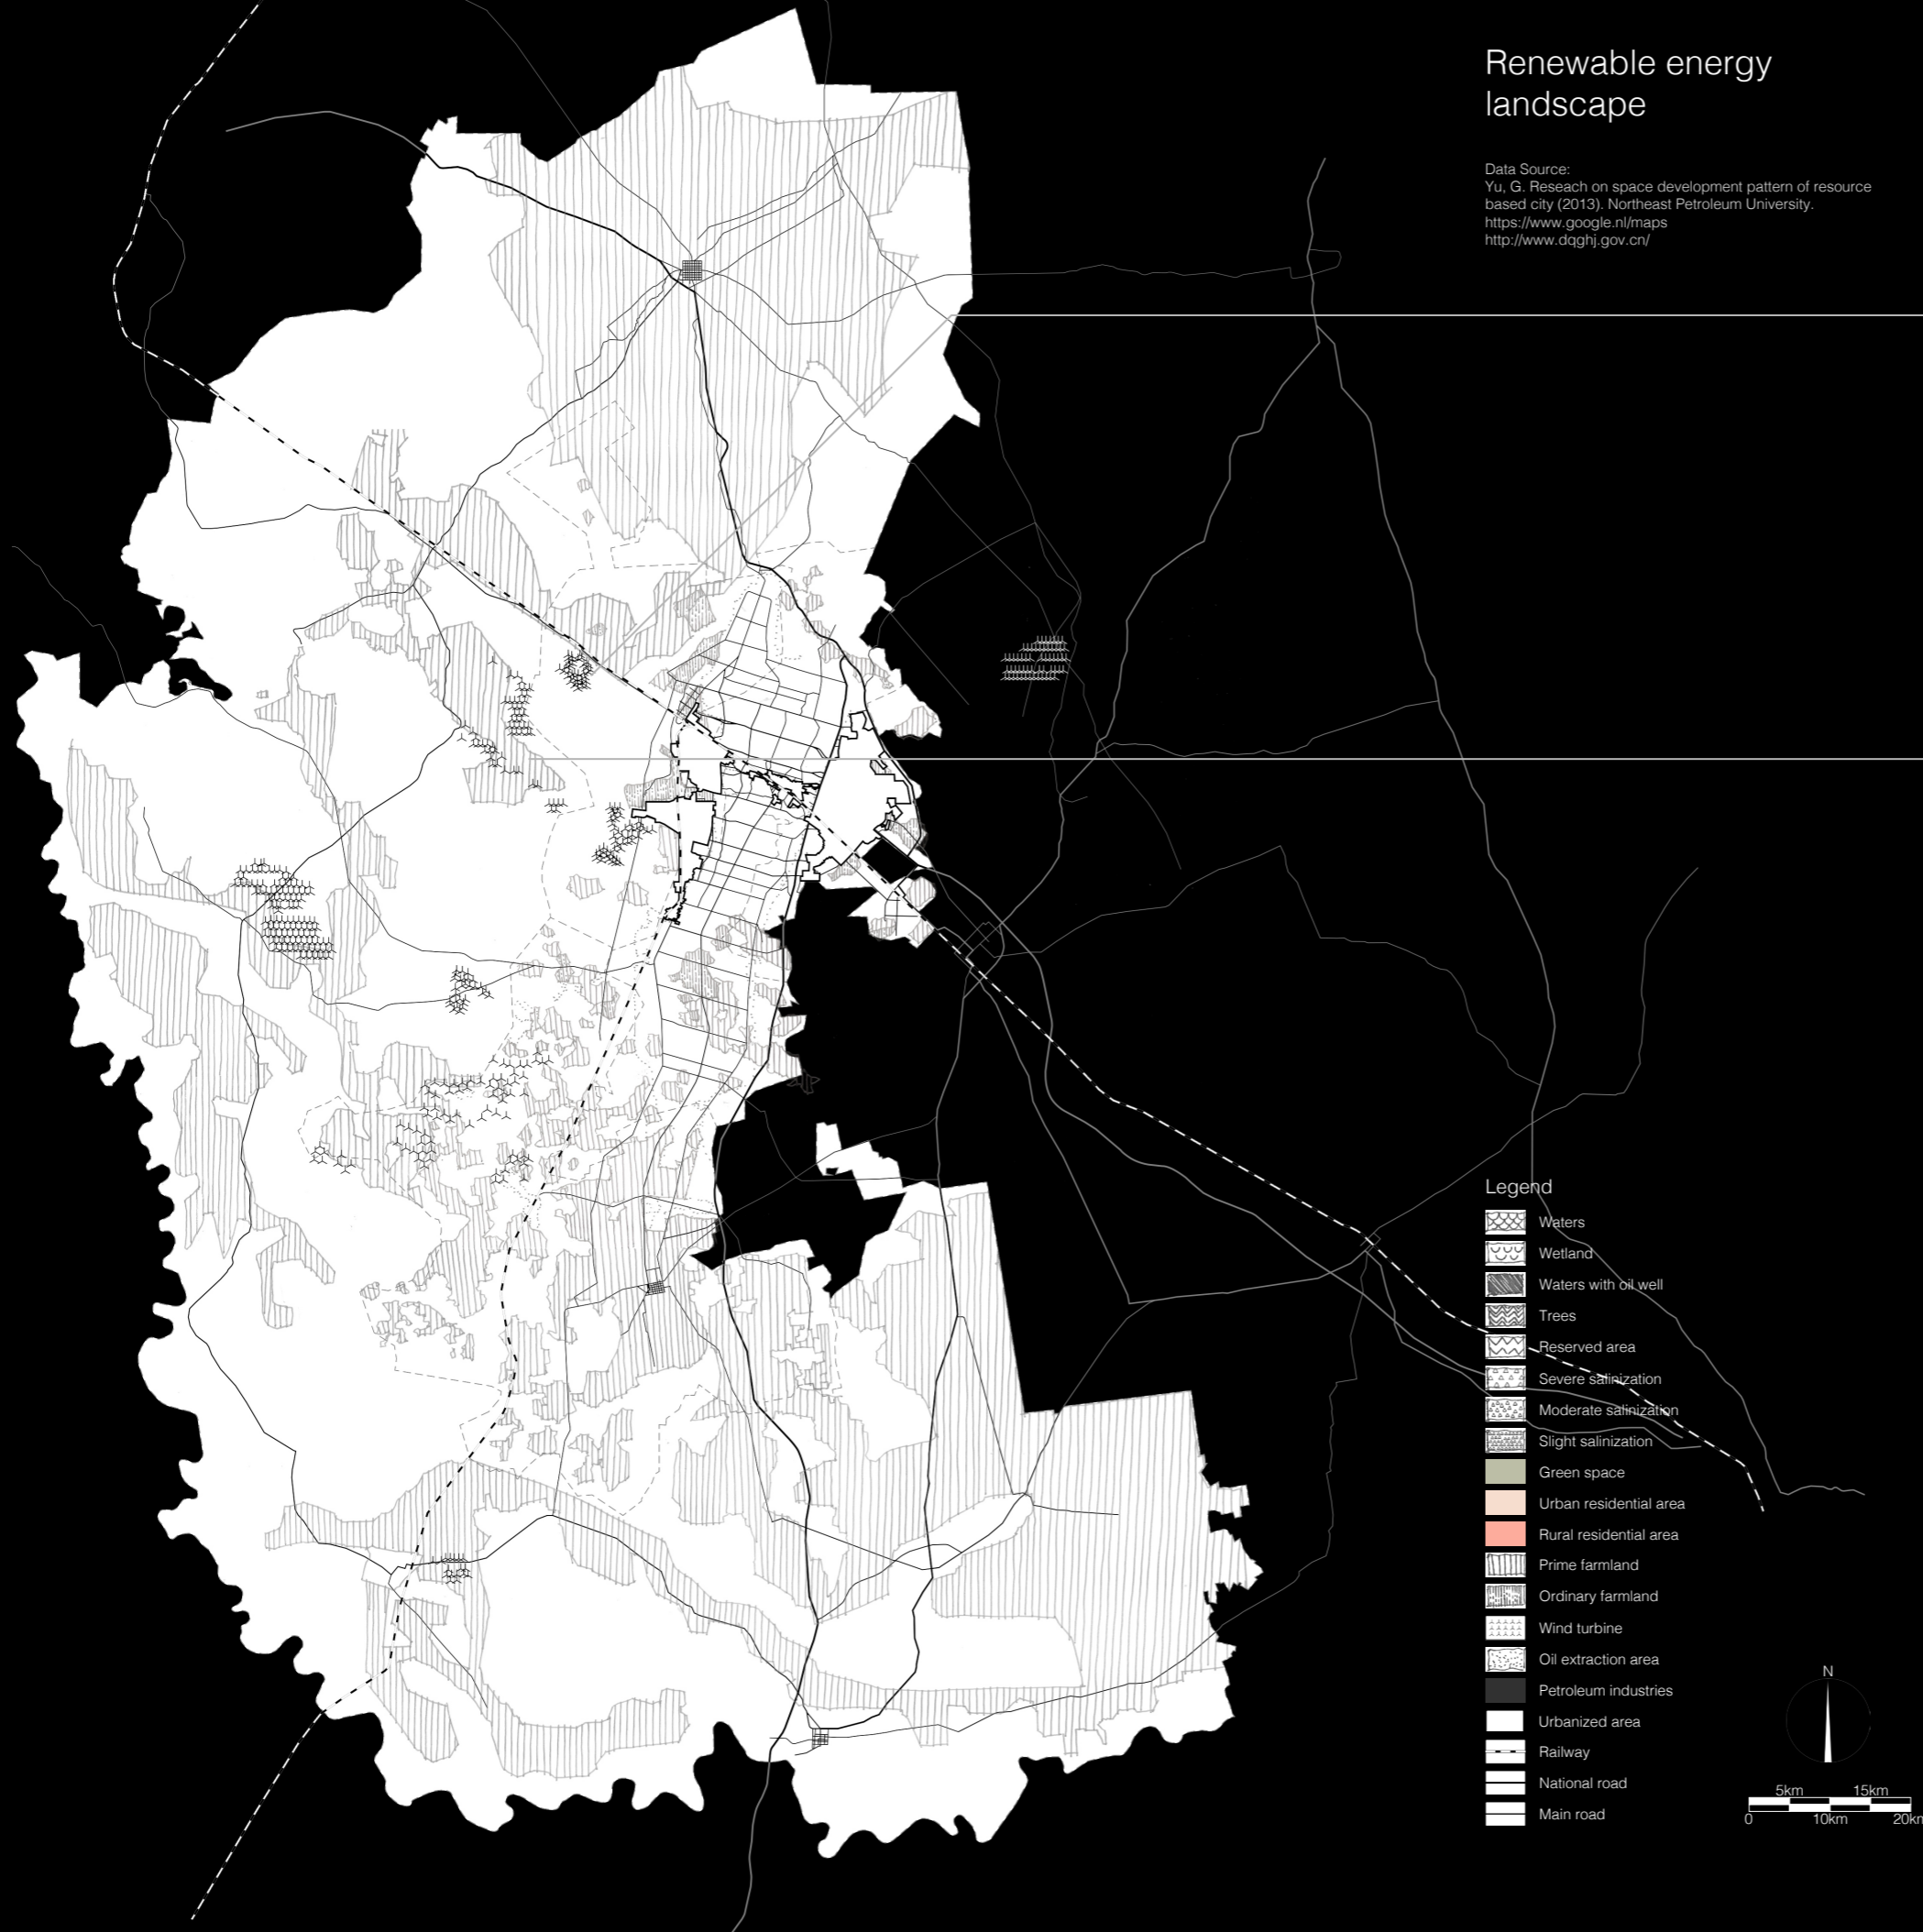 Renewable energy
landscape
Data Source:
Yu, G. Reseach on space development pattern of resource
based city (2013). Northeast Petroleum University.
https://www.google.nl/maps
http://www.dqghj.gov.cn/
Legend
Waters
Wetland
Waters with oil well
Trees
Reserved area
Severe salinization
Moderate salinization
Slight salinization
Green space
Urban residential area
Rural residential area
Prime farmland
Ordinary farmland
Wind turbine
Oil extraction area
Petroleum industries
Urbanized area
Railway
National road
Main road
N
5km 15km
0 10km 20km